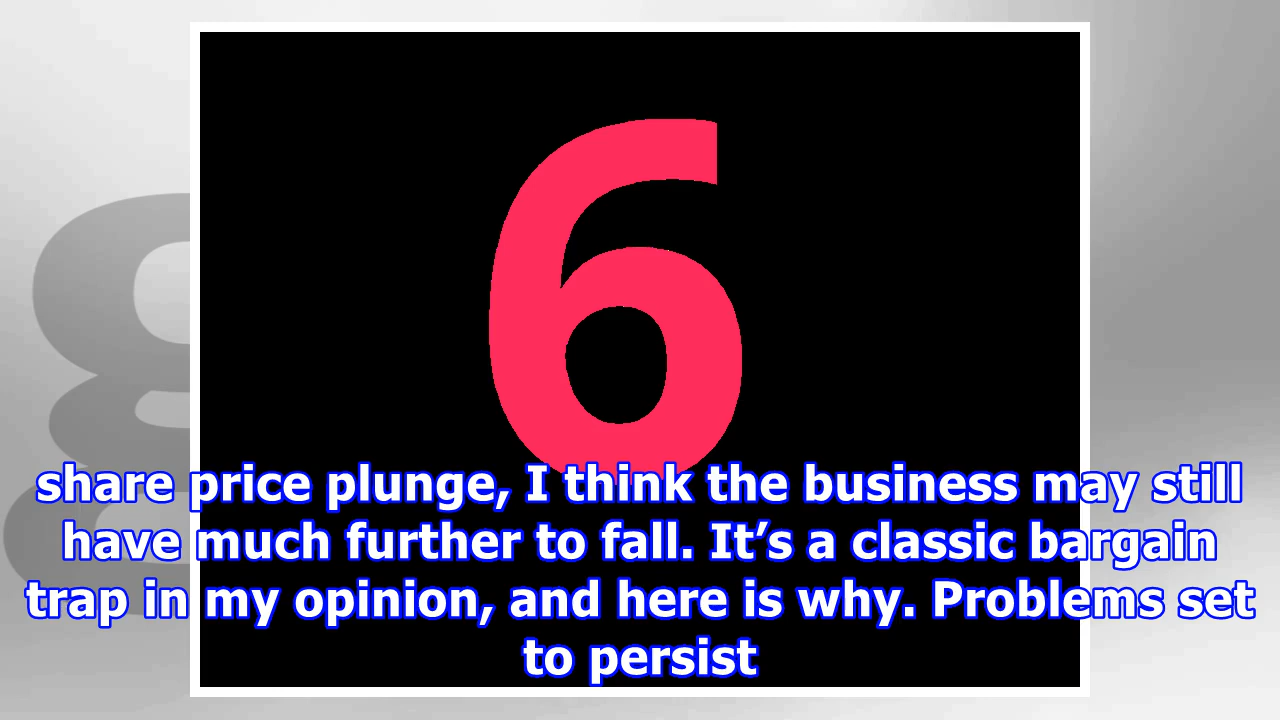 6
share price plunge, I think the business may still
have much further to fall. It’s a classic bargain
trap in my opinion, and here is why. Problems set
to persist